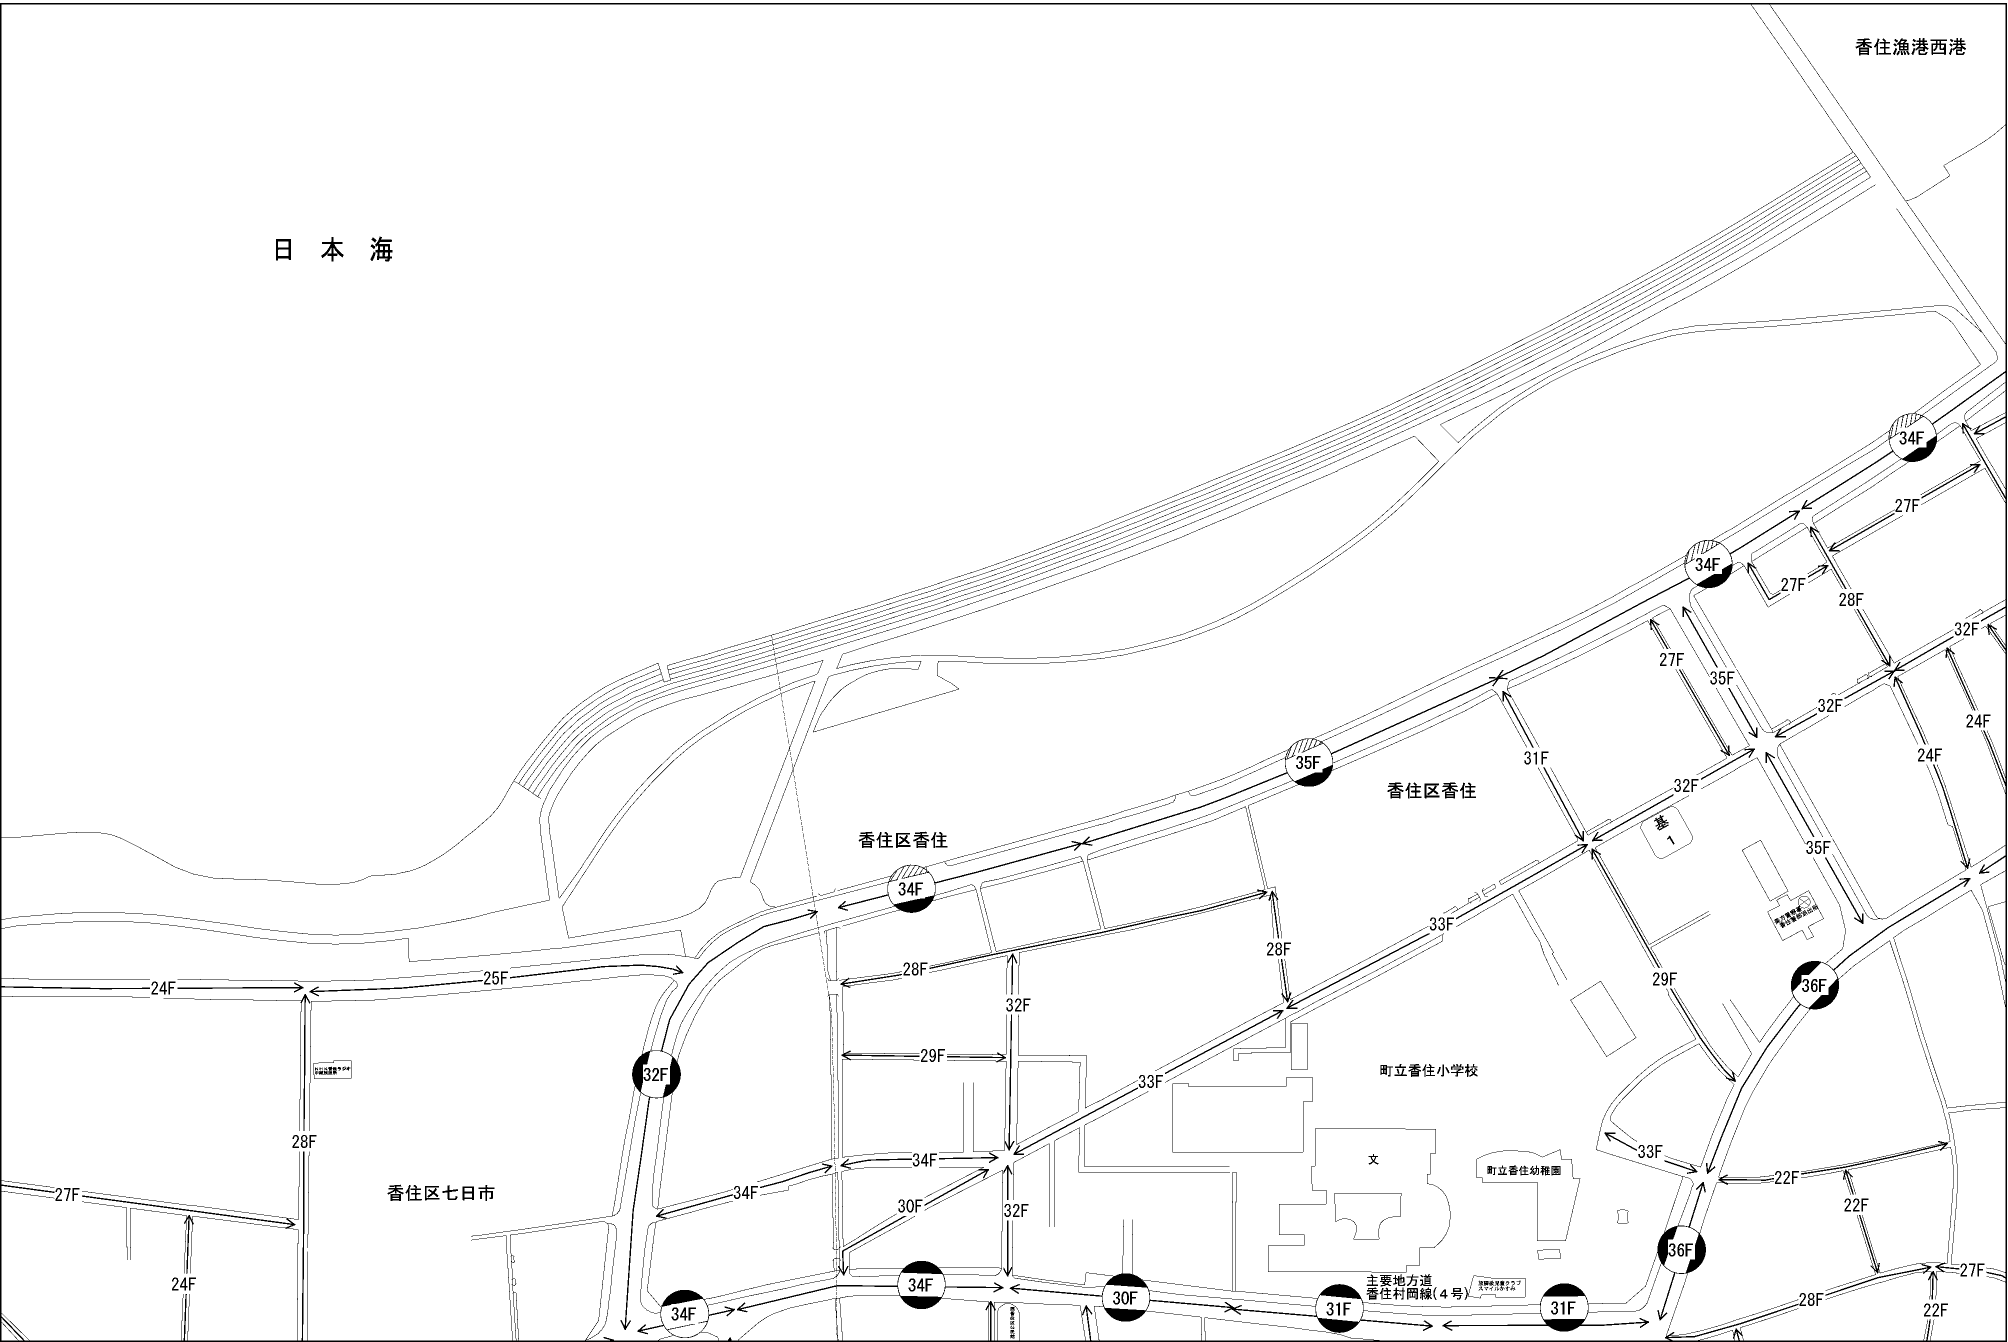 香住漁港西港
日本海
34F
27F
34F
27F
28F
32F
27F
35F
32F
24F
24F
31F
35F
32F
香住区香住
基
1
香住区香住
35F
34F
33F
28F
28F
25F
24F
32F
29F
36F
32F
29F
33F
町立香住小学校
28F
34F
文
町立香住幼稚園
33F
22F
27F
香住区七日市
34F
30F
32F
22F
36F
27F
24F
34F
34F
30F
31F
主要地方道
香住村岡線(4号)
31F
28F
22F